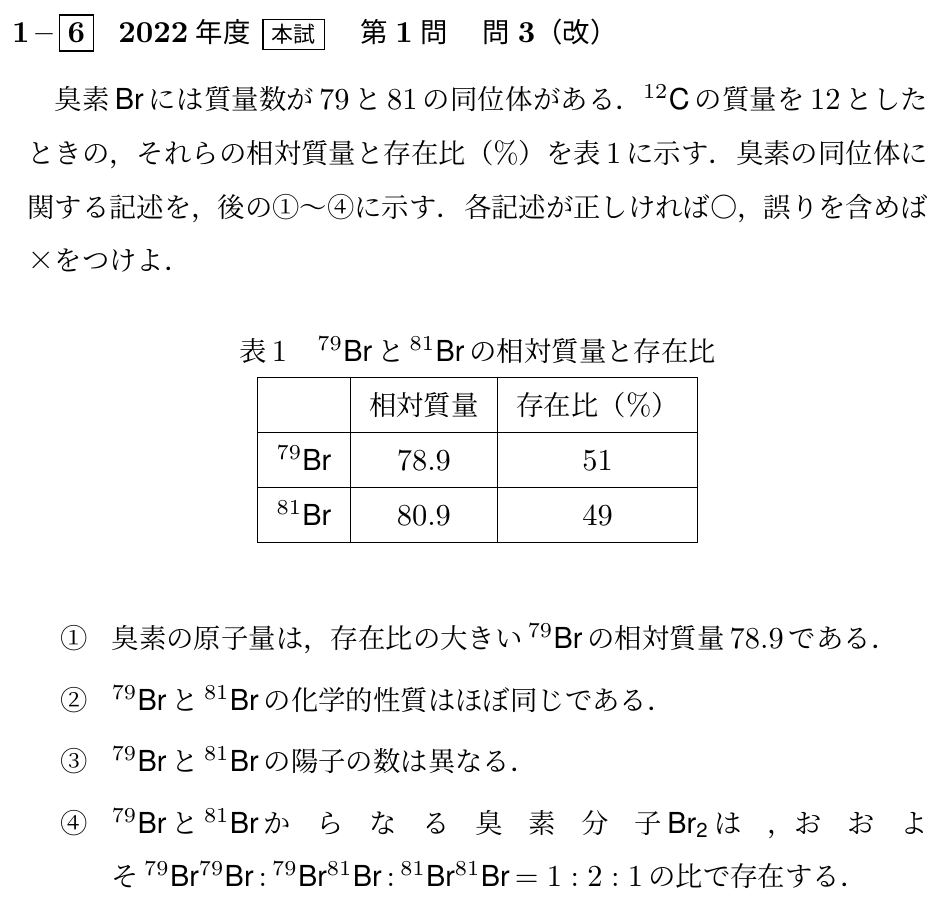 1－6 2022年度 本試 第1問 問3（改）
臭素Brには質量数が79と81の同位体がある．¹²Cの質量を12とした
ときの，それらの相対質量と存在比（%）を表1に示す．臭素の同位体に
関する記述を，後の①～④に示す．各記述が正しければ○，誤りを含めば
×をつけよ．
表1 ⁷⁹Brと⁸¹Brの相対質量と存在比
相対質量 存在比（%）
⁷⁹Br 78.9 51
⁸¹Br 80.9 49
① 臭素の原子量は，存在比の大きい⁷⁹Brの相対質量78.9である．
② ⁷⁹Brと⁸¹Brの化学的性質はほぼ同じである．
③ ⁷⁹Brと⁸¹Brの陽子の数は異なる．
④ ⁷⁹Brと⁸¹Brからなる臭素分子Br₂は，おおよ
そ⁷⁹Br⁷⁹Br : ⁷⁹Br⁸¹Br : ⁸¹Br⁸¹Br = 1 : 2 : 1の比で存在する．